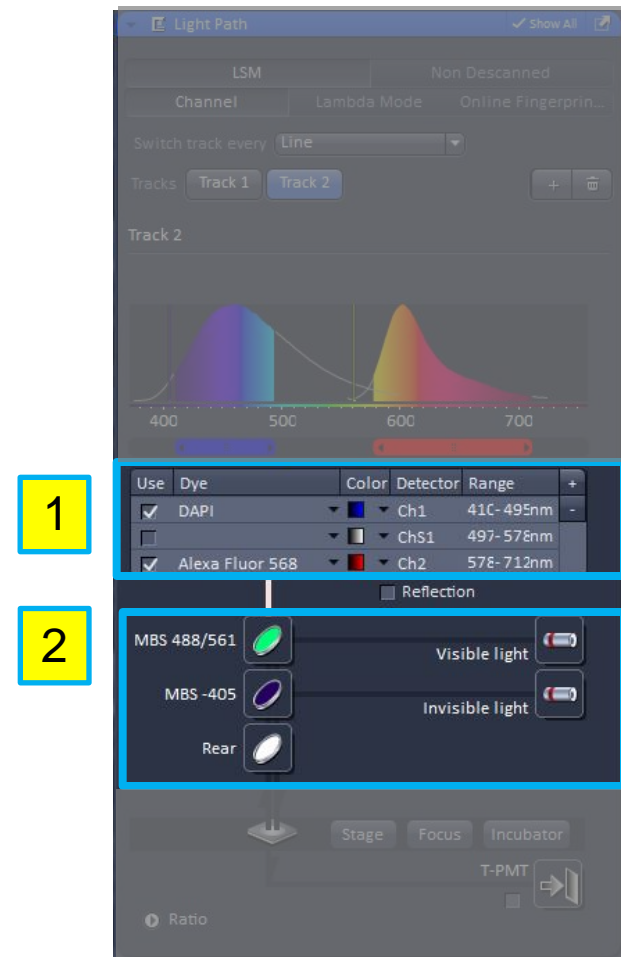 Light Path
Show All
LSM Non Descanned
Channel Lambda Mode Online Fingerprin...
Switch track every Line
Tracks Track 1 Track 2 +
Track 2
400 500 600 700
1
Use Dye Color Detector Range +
DAPI Ch1 410-495nm -
ChS1 497-578nm
Alexa Fluor 568 Ch2 578-712nm
Reflection
2
MBS 488/561
Visible light
MBS -405
Invisible light
Rear
Stage Focus Incubator
T-PMT
Ratio